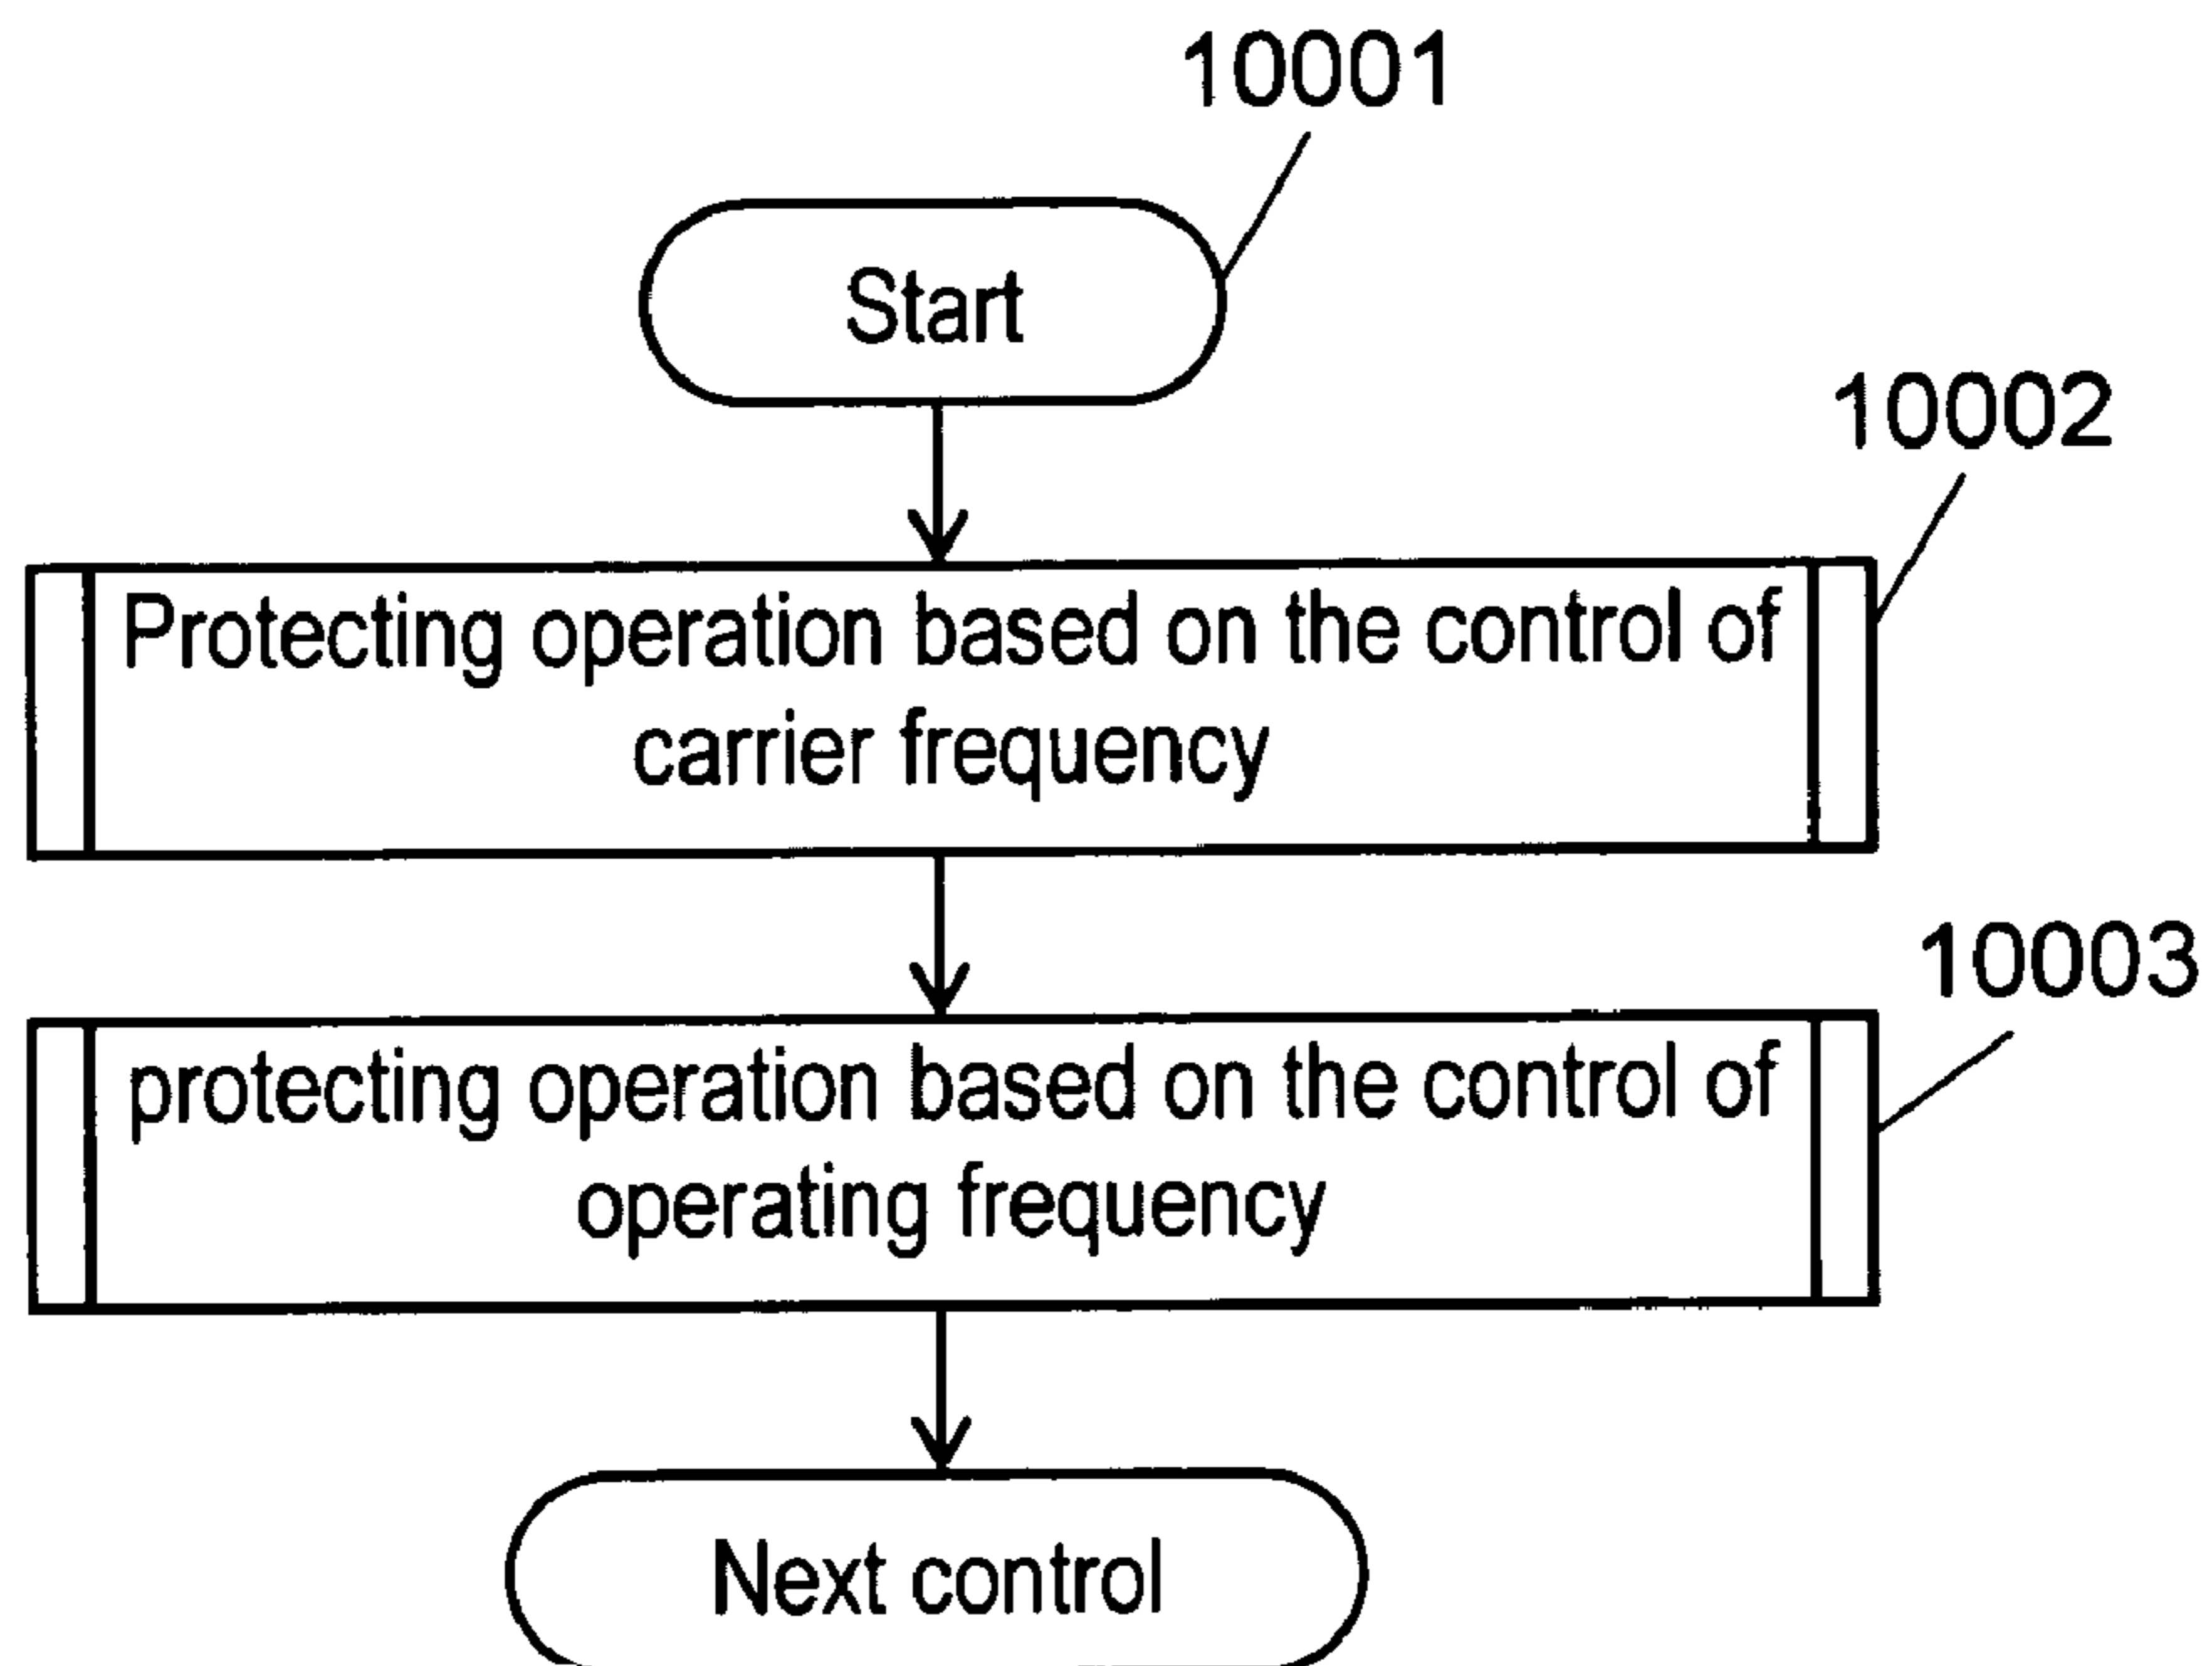 10001
Start
10002
Protecting operation based on the control of
carrier frequency
10003
protecting operation based on the control of
operating frequency
Next control